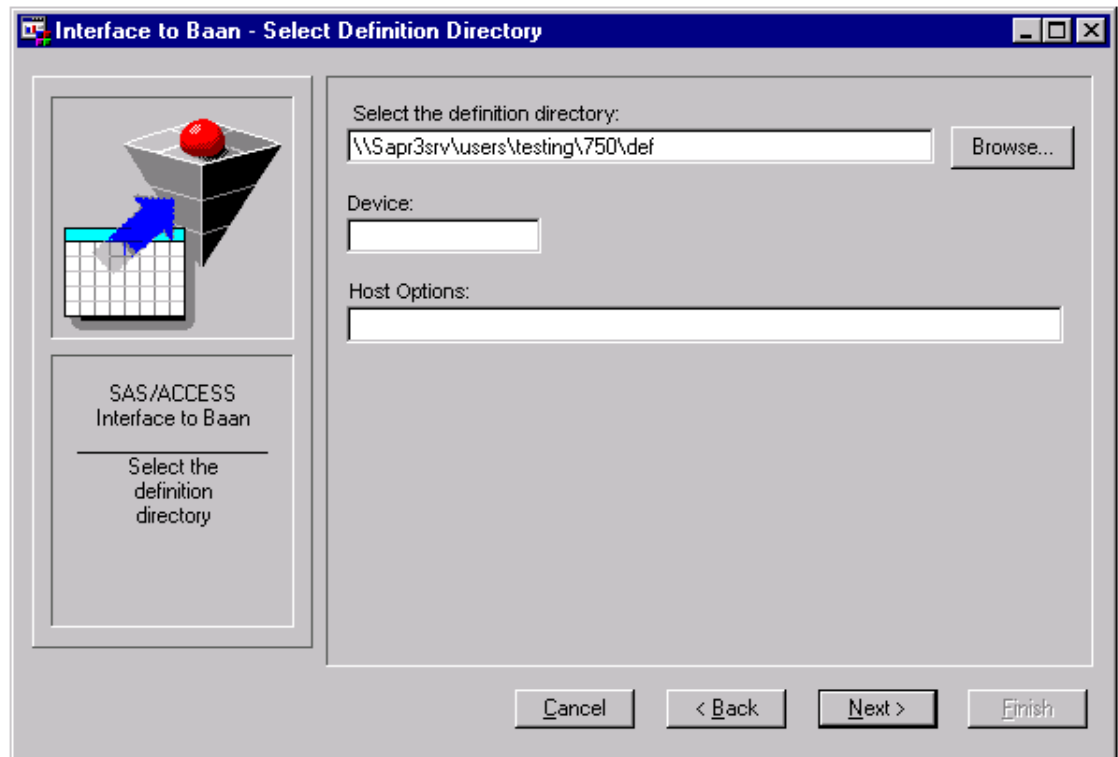 Interface to Baan - Select Definition Directory
Select the definition directory:
\\Sapr3srv\users\testing\750\def
Browse...
Device:
Host Options:
SAS/ACCESS
Interface to Baan
Select the
definition
directory
Cancel
< Back
Next >
Finish